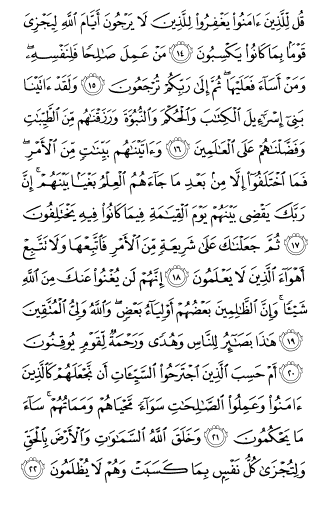 قُل لِّلَّذِينَ ءَامَنُوا۟ يَغْفِرُوا۟ لِلَّذِينَ لَا يَرْجُونَ أَيَّامَ ٱللَّهِ لِيَجْزِىَ
قَوْمًۢا بِمَا كَانُوا۟ يَكْسِبُونَ ﴿١٤﴾ مَنْ عَمِلَ صَـٰلِحًا فَلِنَفْسِهِۦ ۖ
وَمَنْ أَسَآءَ فَعَلَيْهَا ۖ ثُمَّ إِلَىٰ رَبِّكُمْ تُرْجَعُونَ ﴿١٥﴾ وَلَقَدْ ءَاتَيْنَا
بَنِىٓ إِسْرَٰٓءِيلَ ٱلْكِتَـٰبَ وَٱلْحُكْمَ وَٱلنُّبُوَّةَ وَرَزَقْنَـٰهُم مِّنَ ٱلطَّيِّبَـٰتِ
وَفَضَّلْنَـٰهُمْ عَلَى ٱلْعَـٰلَمِينَ ﴿١٦﴾ وَءَاتَيْنَـٰهُم بَيِّنَـٰتٍ مِّنَ ٱلْأَمْرِ ۖ
فَمَا ٱخْتَلَفُوٓا۟ إِلَّا مِنۢ بَعْدِ مَا جَآءَهُمُ ٱلْعِلْمُ بَغْيًۢا بَيْنَهُمْ ۚ إِنَّ
رَبَّكَ يَقْضِى بَيْنَهُمْ يَوْمَ ٱلْقِيَـٰمَةِ فِيمَا كَانُوا۟ فِيهِ يَخْتَلِفُونَ
﴿١٧﴾ ثُمَّ جَعَلْنَـٰكَ عَلَىٰ شَرِيعَةٍ مِّنَ ٱلْأَمْرِ فَٱتَّبِعْهَا وَلَا تَتَّبِعْ
أَهْوَآءَ ٱلَّذِينَ لَا يَعْلَمُونَ ﴿١٨﴾ إِنَّهُمْ لَن يُغْنُوا۟ عَنكَ مِنَ ٱللَّهِ
شَيْـًٔا ۚ وَإِنَّ ٱلظَّـٰلِمِينَ بَعْضُهُمْ أَوْلِيَآءُ بَعْضٍ ۖ وَٱللَّهُ وَلِىُّ ٱلْمُتَّقِينَ
﴿١٩﴾ هَـٰذَا بَصَـٰٓئِرُ لِلنَّاسِ وَهُدًى وَرَحْمَةٌ لِّقَوْمٍ يُوقِنُونَ
﴿٢٠﴾ أَمْ حَسِبَ ٱلَّذِينَ ٱجْتَرَحُوا۟ ٱلسَّيِّـَٔاتِ أَن نَّجْعَلَهُمْ كَٱلَّذِينَ
ءَامَنُوا۟ وَعَمِلُوا۟ ٱلصَّـٰلِحَـٰتِ سَوَآءً مَّحْيَاهُمْ وَمَمَاتُهُمْ ۚ سَآءَ
مَا يَحْكُمُونَ ﴿٢١﴾ وَخَلَقَ ٱللَّهُ ٱلسَّمَـٰوَٰتِ وَٱلْأَرْضَ بِٱلْحَقِّ
وَلِتُجْزَىٰ كُلُّ نَفْسٍۭ بِمَا كَسَبَتْ وَهُمْ لَا يُظْلَمُونَ ﴿٢٢﴾